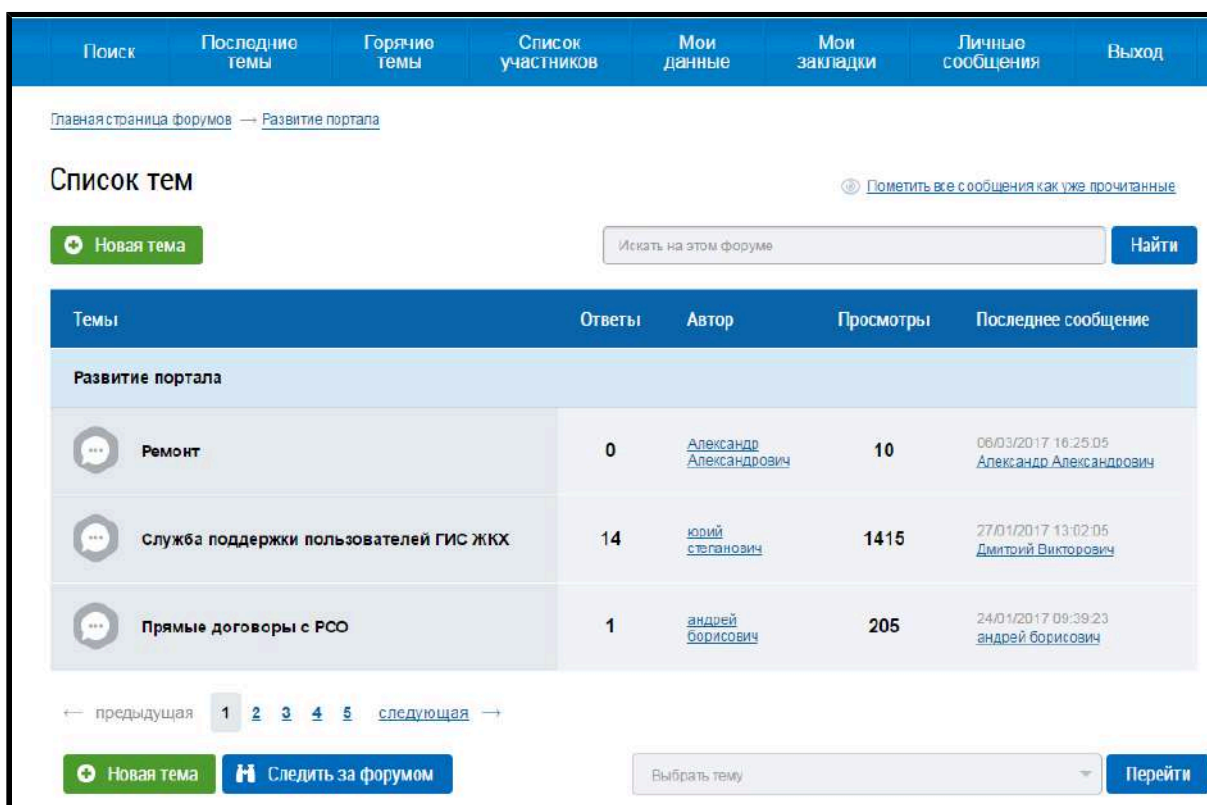 Поиск
Последние темы
Горячие темы
Список участников
Мои данные
Мои закладки
Личные сообщения
Выход
Главная страница форумов → Развитие портала
Список тем
Пометить все сообщения как уже прочитанные
Новая тема
Искать на этом форуме
Найти
Темы Ответы Автор Просмотры Последнее сообщение
Развитие портала
Ремонт 0 Александр Александрович 10 06/03/2017 16:25:05 Александр Александрович
Служба поддержки пользователей ГИС ЖКХ 14 юрий степанович 1415 27/01/2017 13:02:05 Дмитрий Викторович
Прямые договоры с РСО 1 андрей борисович 205 24/01/2017 09:39:23 андрей борисович
← предыдущая 1 2 3 4 5 следующая →
Новая тема Следить за форумом Выбрать тему Перейти